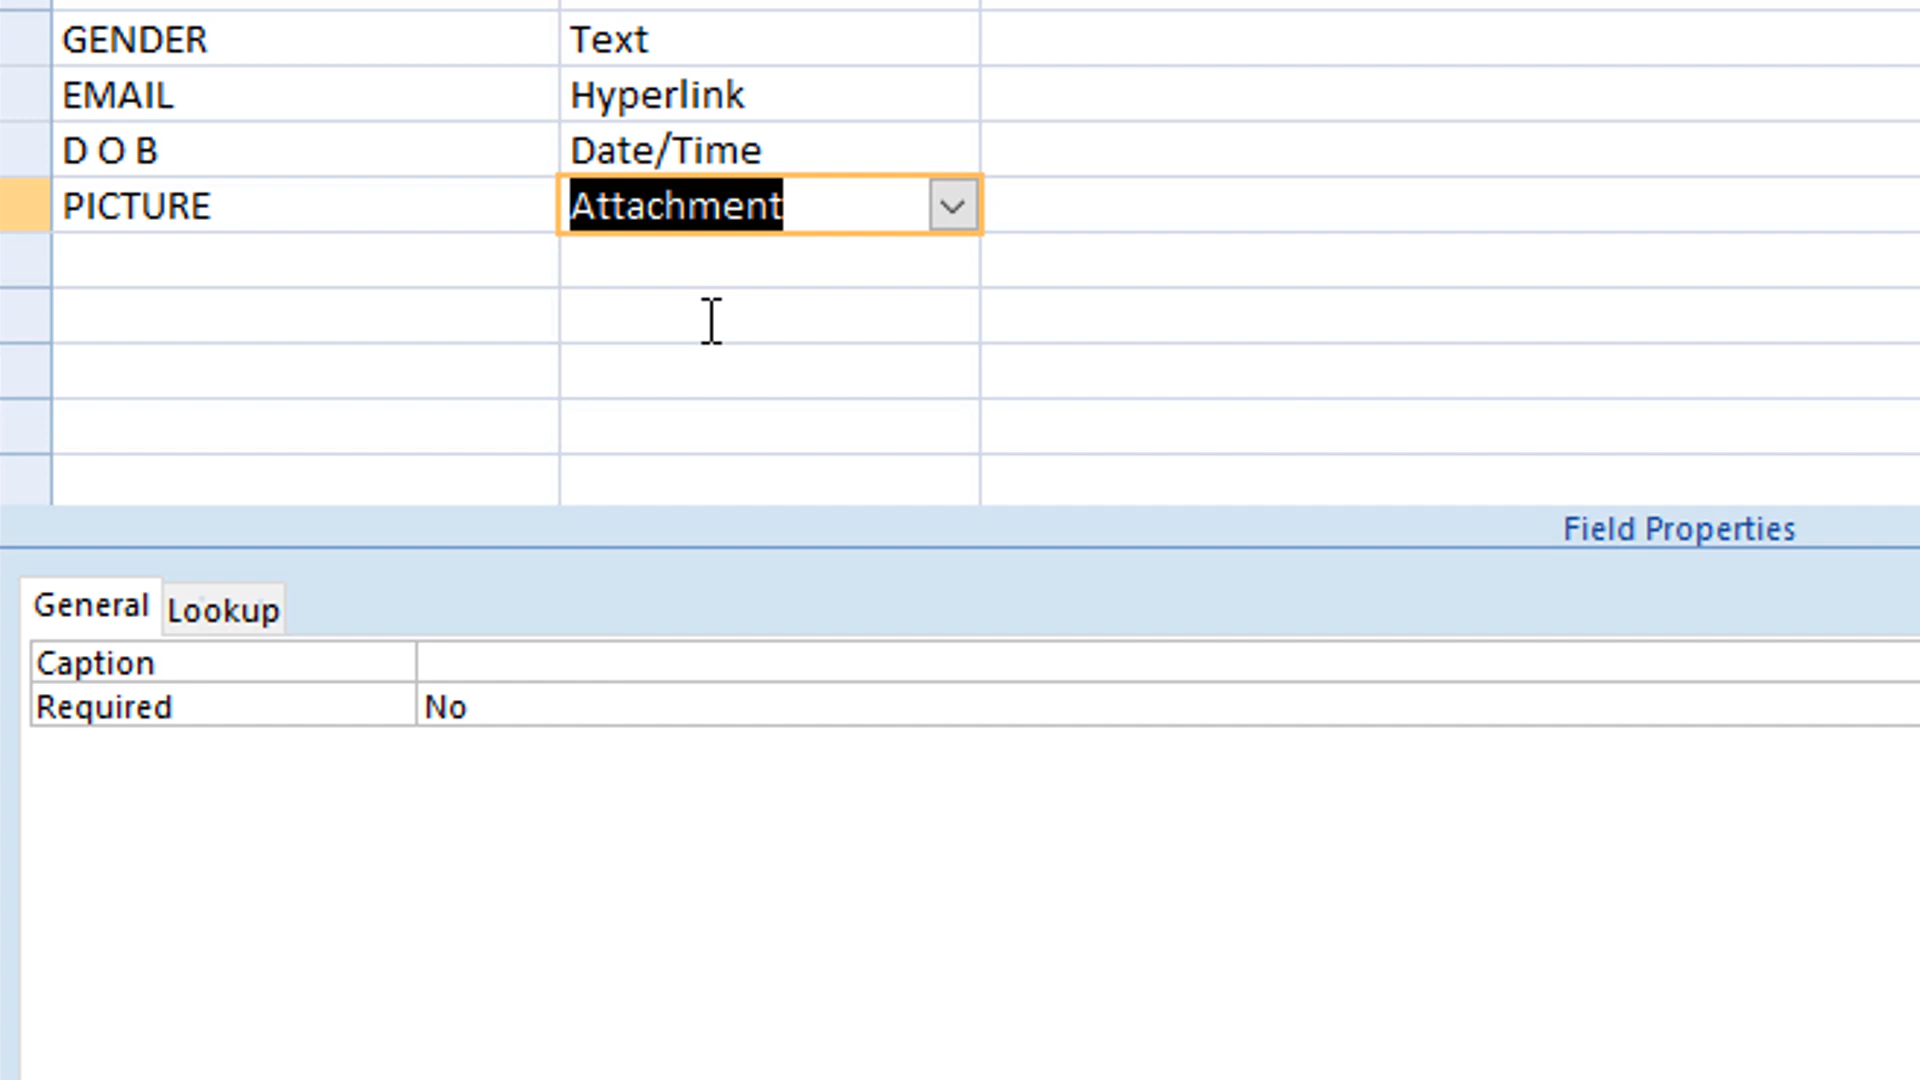 GENDER Text
EMAIL Hyperlink
D O B Date/Time
PICTURE Attachment
Field Properties
General Lookup
Caption
Required No